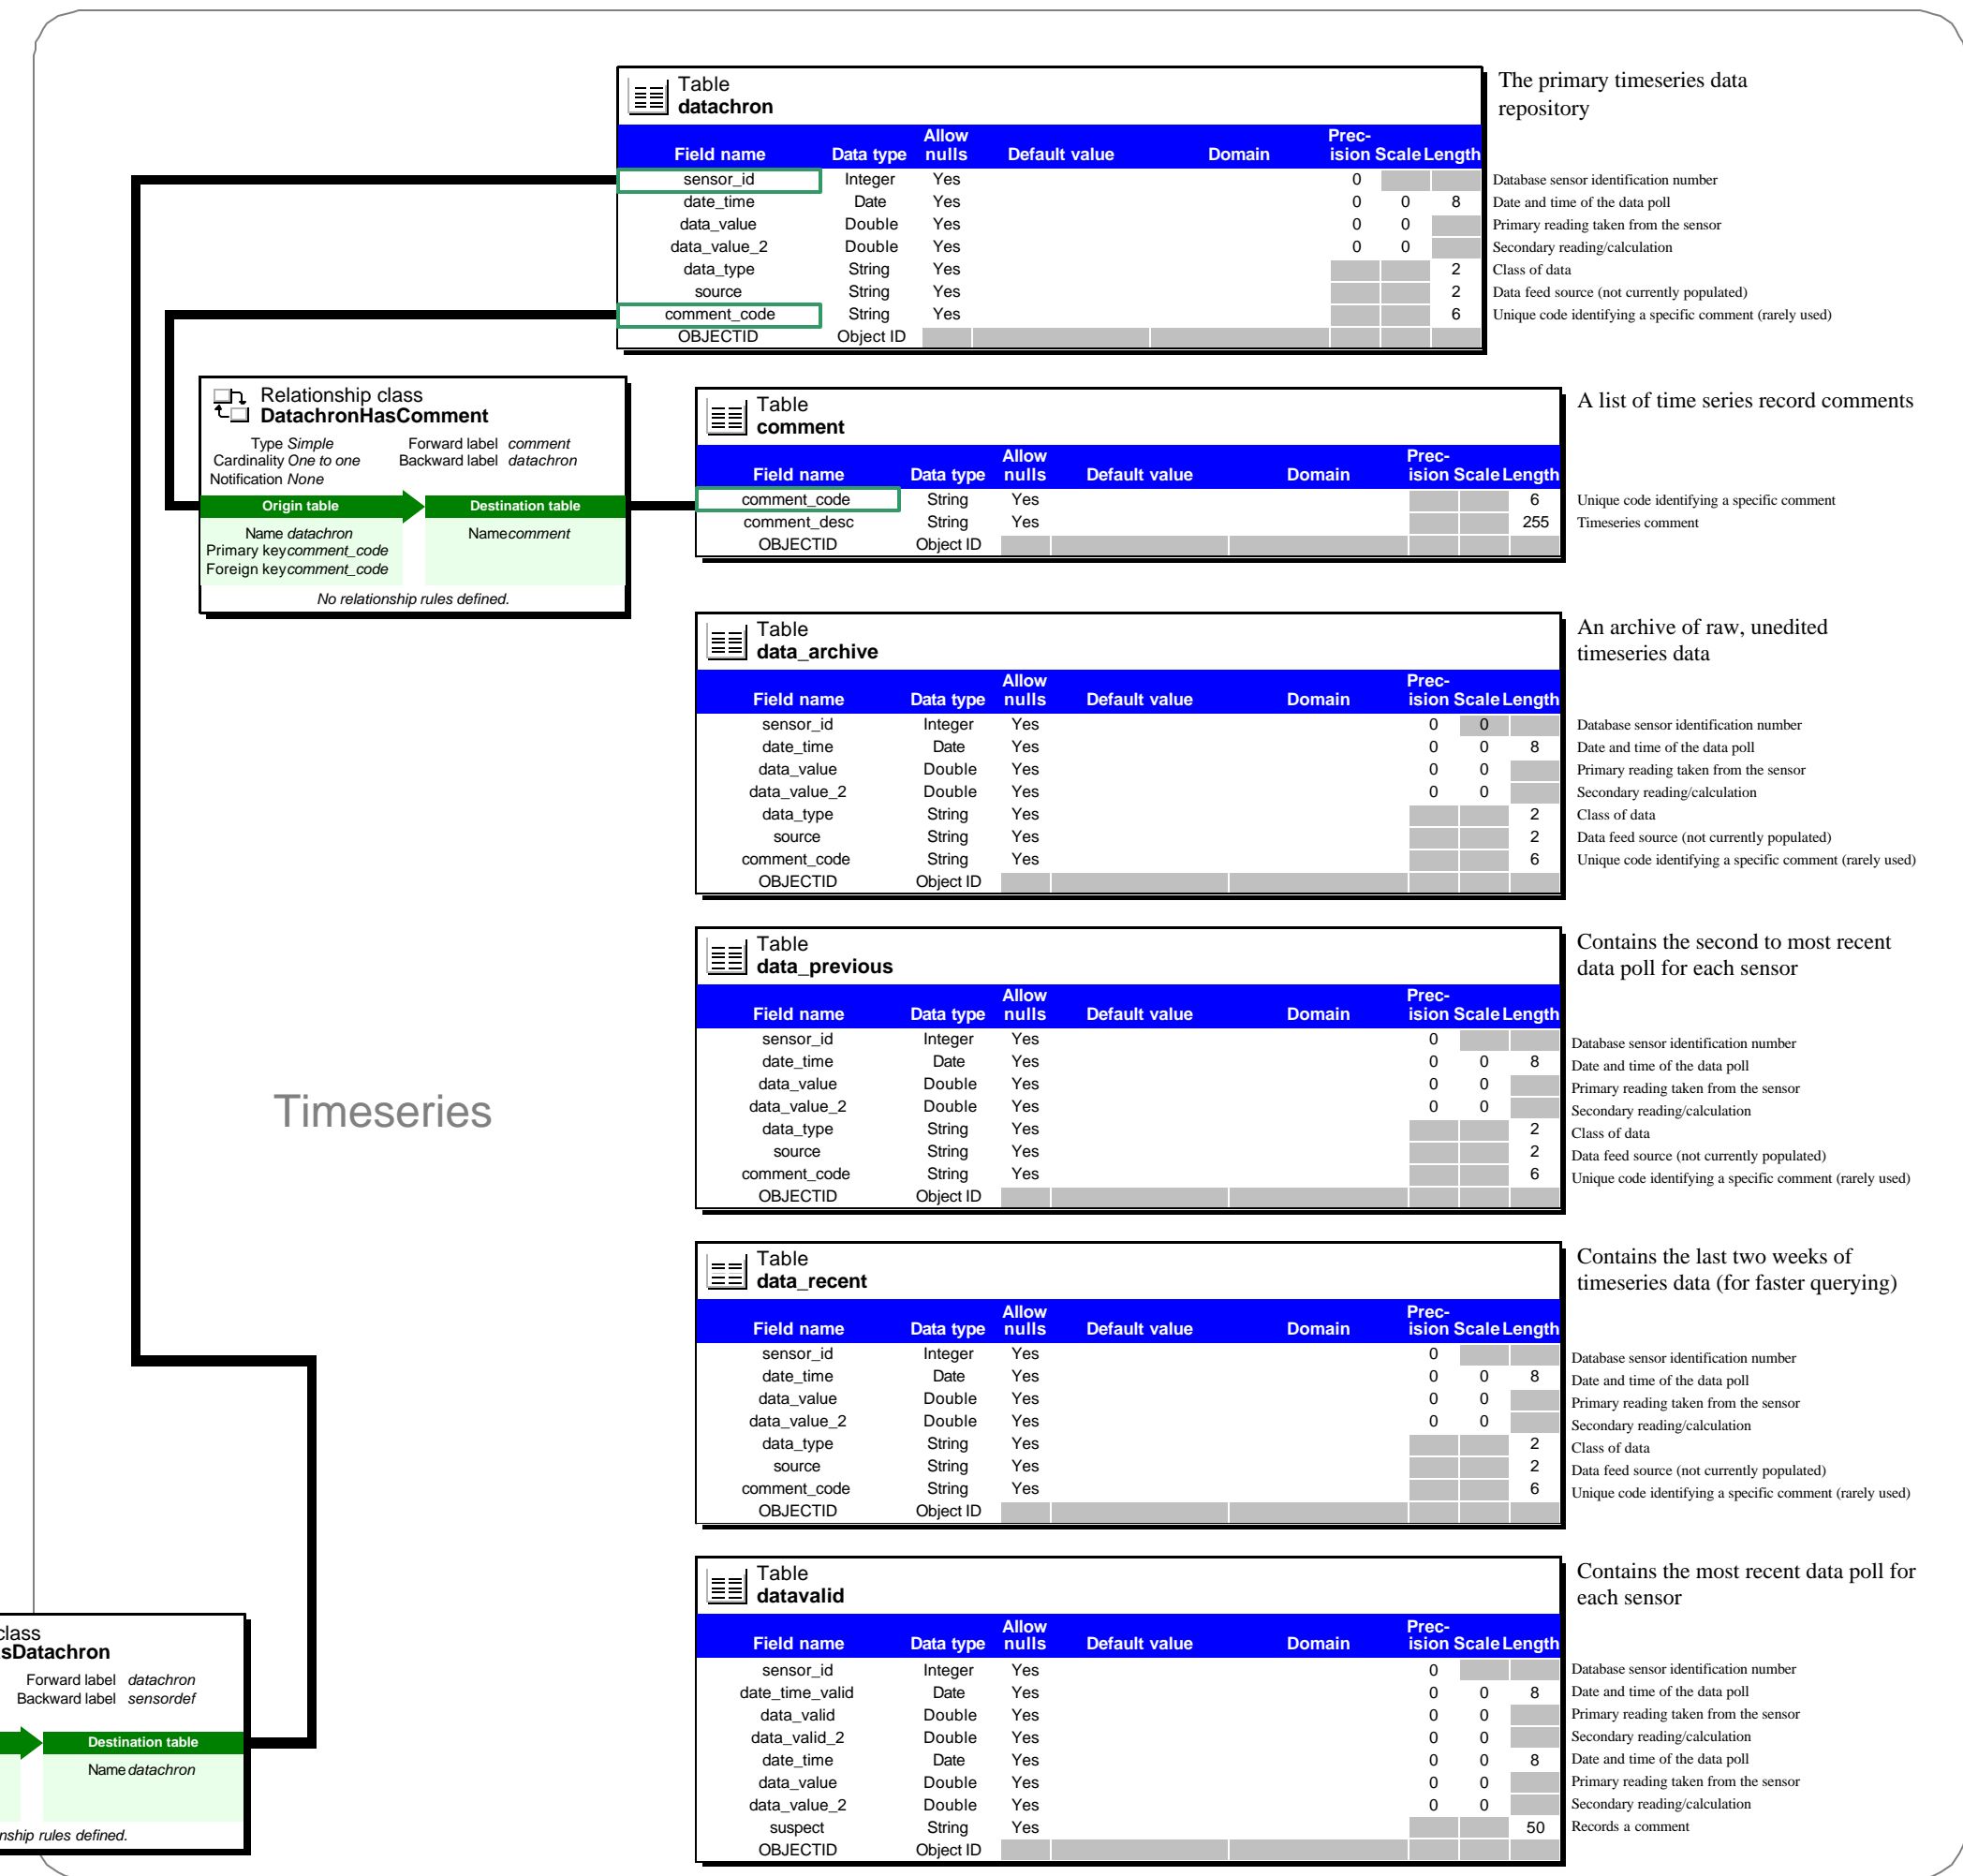 Table
datachron
The primary timeseries data
repository
Field name Data type Allow nulls Default value Domain Prec-ision Scale Length
sensor_id Integer Yes 0 Database sensor identification number
date_time Date Yes 0 0 8 Date and time of the data poll
data_value Double Yes 0 0 Primary reading taken from the sensor
data_value_2 Double Yes 0 0 Secondary reading/calculation
data_type String Yes 2 Class of data
source String Yes 2 Data feed source (not currently populated)
comment_code String Yes 6 Unique code identifying a specific comment (rarely used)
OBJECTID Object ID
Relationship class
DatachronHasComment
Type Simple Forward label comment
Cardinality One to one Backward label datachron
Notification None
Origin table Destination table
Name datachron Name comment
Primary key comment_code
Foreign key comment_code
No relationship rules defined.
Table
comment
A list of time series record comments
Field name Data type Allow nulls Default value Domain Prec-ision Scale Length
comment_code String Yes 6 Unique code identifying a specific comment
comment_desc String Yes 255 Timeseries comment
OBJECTID Object ID
Table
data_archive
An archive of raw, unedited
timeseries data
Field name Data type Allow nulls Default value Domain Prec-ision Scale Length
sensor_id Integer Yes 0 0 Database sensor identification number
date_time Date Yes 0 0 8 Date and time of the data poll
data_value Double Yes 0 0 Primary reading taken from the sensor
data_value_2 Double Yes 0 0 Secondary reading/calculation
data_type String Yes 2 Class of data
source String Yes 2 Data feed source (not currently populated)
comment_code String Yes 6 Unique code identifying a specific comment (rarely used)
OBJECTID Object ID
Table
data_previous
Contains the second to most recent
data poll for each sensor
Field name Data type Allow nulls Default value Domain Prec-ision Scale Length
sensor_id Integer Yes 0 Database sensor identification number
date_time Date Yes 0 0 8 Date and time of the data poll
data_value Double Yes 0 0 Primary reading taken from the sensor
data_value_2 Double Yes 0 0 Secondary reading/calculation
data_type String Yes 2 Class of data
source String Yes 2 Data feed source (not currently populated)
comment_code String Yes 6 Unique code identifying a specific comment (rarely used)
OBJECTID Object ID
Timeseries
Table
data_recent
Contains the last two weeks of
timeseries data (for faster querying)
Field name Data type Allow nulls Default value Domain Prec-ision Scale Length
sensor_id Integer Yes 0 Database sensor identification number
date_time Date Yes 0 0 8 Date and time of the data poll
data_value Double Yes 0 0 Primary reading taken from the sensor
data_value_2 Double Yes 0 0 Secondary reading/calculation
data_type String Yes 2 Class of data
source String Yes 2 Data feed source (not currently populated)
comment_code String Yes 6 Unique code identifying a specific comment (rarely used)
OBJECTID Object ID
Table
datavalid
Contains the most recent data poll for
each sensor
Field name Data type Allow nulls Default value Domain Prec-ision Scale Length
sensor_id Integer Yes 0 Database sensor identification number
date_time_valid Date Yes 0 0 8 Date and time of the data poll
data_valid Double Yes 0 0 Primary reading taken from the sensor
data_valid_2 Double Yes 0 0 Secondary reading/calculation
date_time Date Yes 0 0 8 Date and time of the data poll
data_value Double Yes 0 0 Primary reading taken from the sensor
data_value_2 Double Yes 0 0 Secondary reading/calculation
suspect String Yes 50 Records a comment
OBJECTID Object ID
class
sDatachron
Forward label datachron
Backward label sensordef
Destination table
Name datachron
nship rules defined.